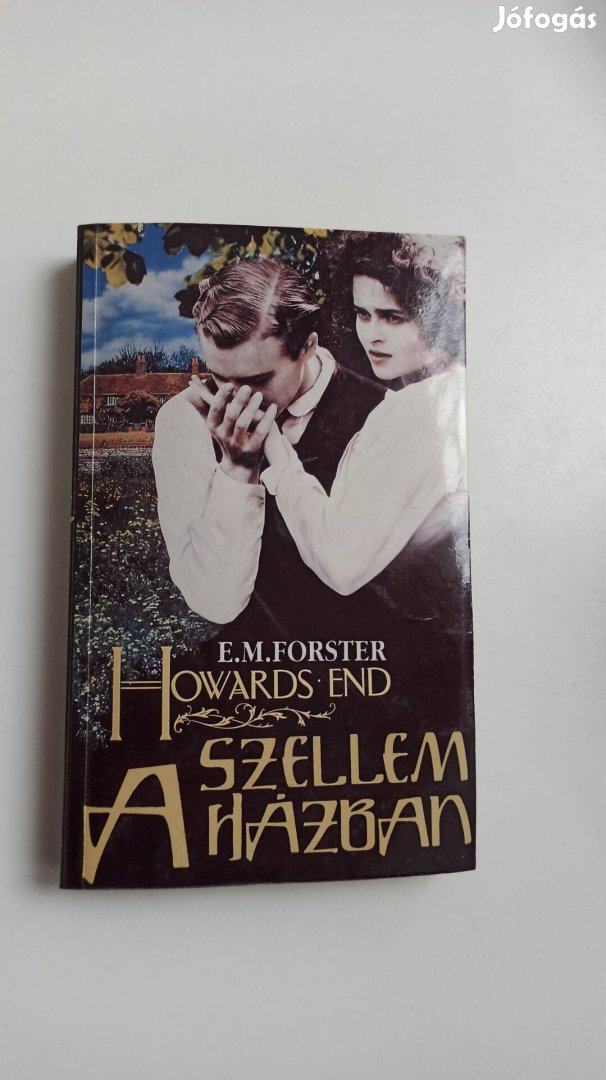 Jófogás
E.M.FORSTER
HOWARDS·END
SZELLEM
A HÁZBAN